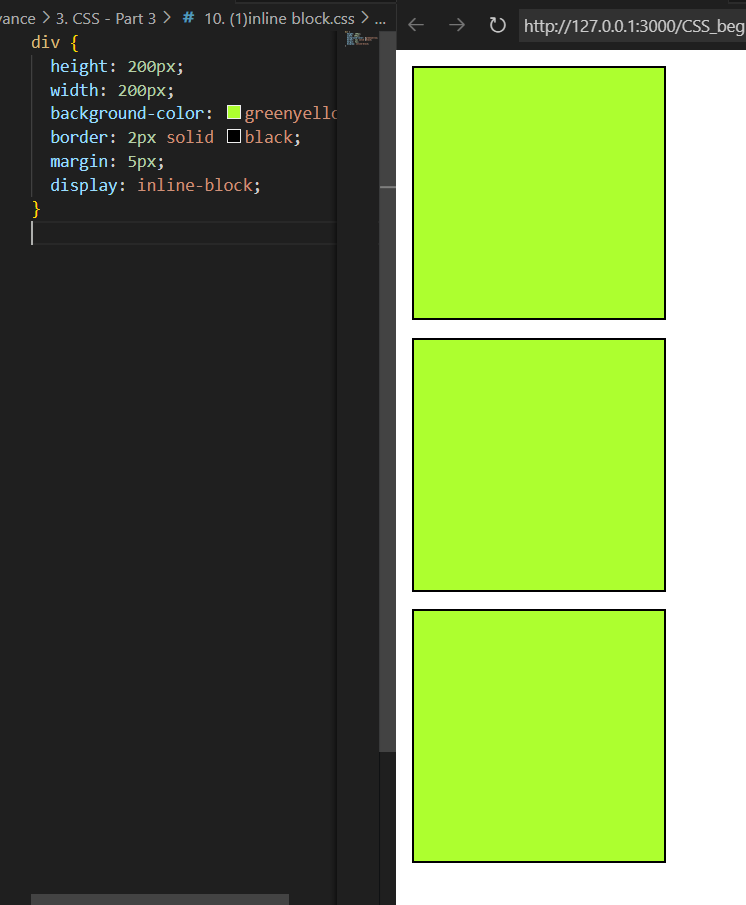 vance > 3. CSS - Part 3 > # 10. (1)inline block.css > ...
http://127.0.0.1:3000/CSS_beg
div {
height: 200px;
width: 200px;
background-color: greenyello
border: 2px solid black;
margin: 5px;
display: inline-block;
}